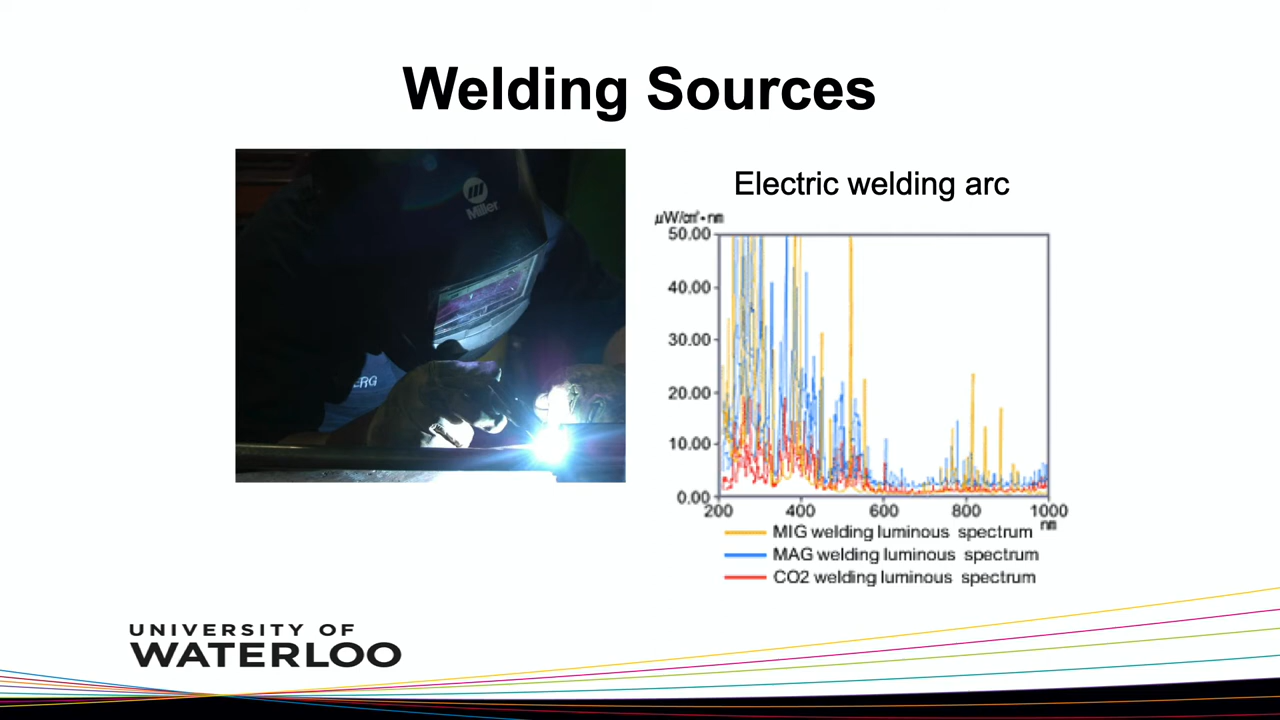 Welding Sources
Miller
ERG
Electric welding arc
µW/㎠•nm
50.00
40.00
30.00
20.00
10.00
0.00
200 400 600 800 1000
nm
MIG welding luminous spectrum
MAG welding luminous spectrum
CO2 welding luminous spectrum
UNIVERSITY OF
WATERLOO